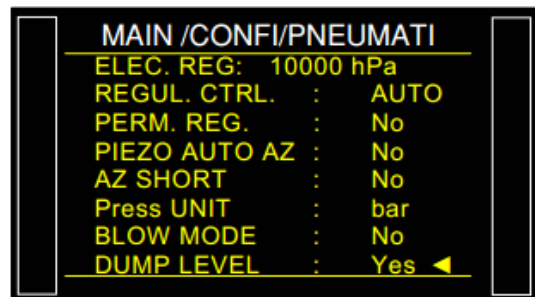 MAIN /CONFI/PNEUMATI
ELEC. REG: 10000 hPa
REGUL. CTRL. : AUTO
PERM. REG. : No
PIEZO AUTO AZ : No
AZ SHORT : No
Press UNIT : bar
BLOW MODE : No
DUMP LEVEL : Yes ◄